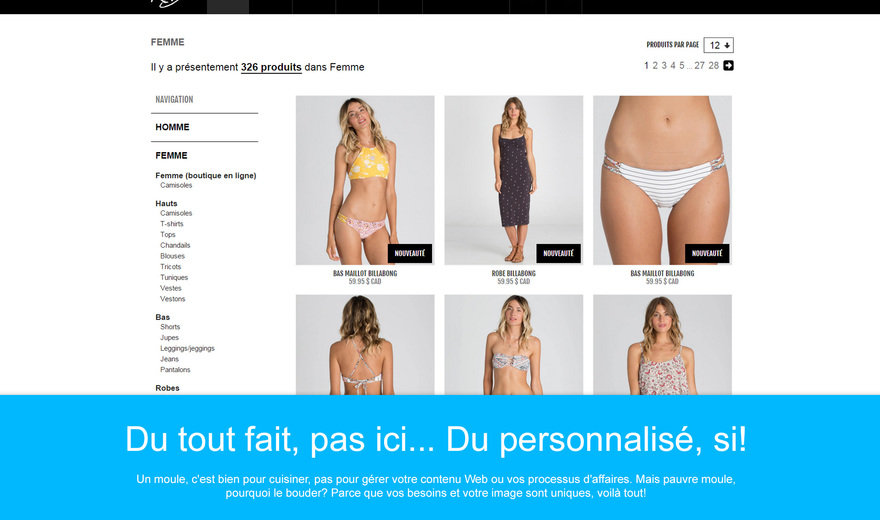 FEMME
PRODUITS PAR PAGE 12
Il y a présentement 326 produits dans Femme
1 2 3 4 5 ... 27 28
NAVIGATION
HOMME
FEMME
Femme (boutique en ligne)
Camisoles
Hauts
Camisoles
T-shirts
Tops
Chandails
Blouses
Tricots
Tuniques
Vestes
Vestons
Bas
Shorts
Jupes
Leggings/jeggings
Jeans
Pantalons
Robes
NOUVEAUTÉ
BAS MAILLOT BILLABONG
59.95 $ CAD
NOUVEAUTÉ
ROBE BILLABONG
59.95 $ CAD
NOUVEAUTÉ
BAS MAILLOT BILLABONG
59.95 $ CAD
Du tout fait, pas ici... Du personnalisé, si!
Un moule, c'est bien pour cuisiner, pas pour gérer votre contenu Web ou vos processus d'affaires. Mais pauvre moule,
pourquoi le bouder? Parce que vos besoins et votre image sont uniques, voilà tout!